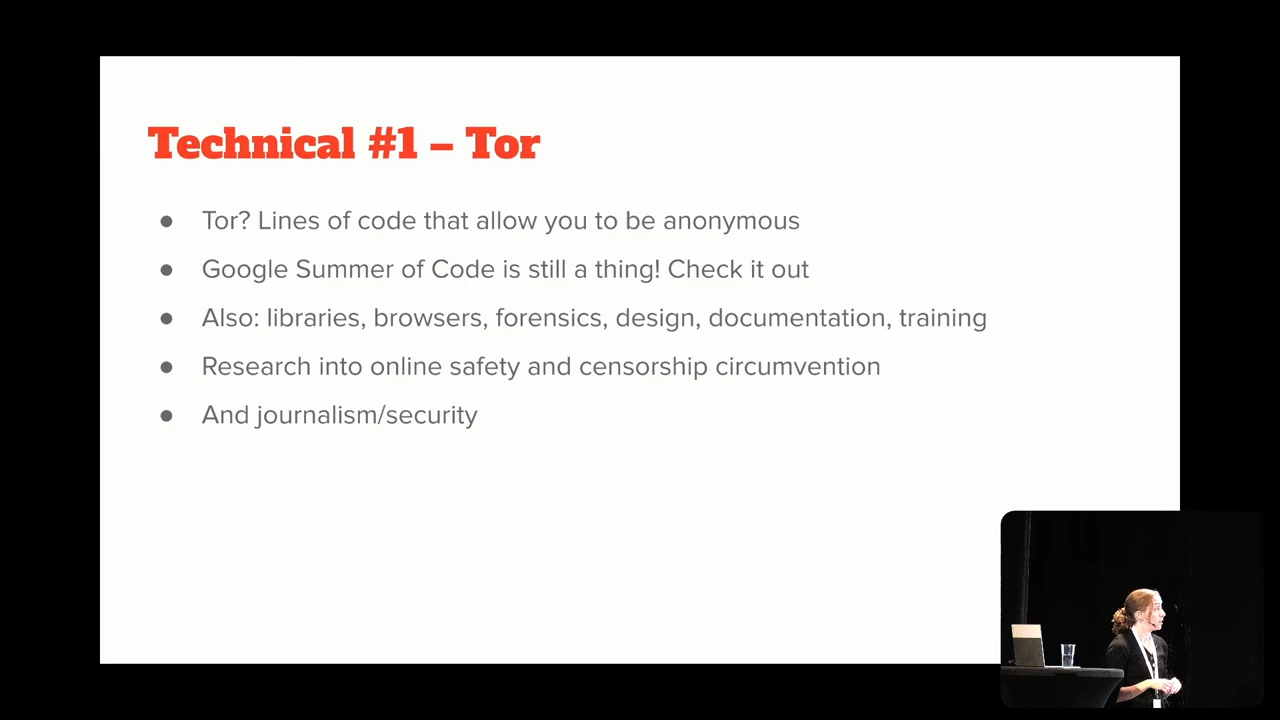 Technical #1 – Tor
● Tor? Lines of code that allow you to be anonymous
● Google Summer of Code is still a thing! Check it out
● Also: libraries, browsers, forensics, design, documentation, training
● Research into online safety and censorship circumvention
● And journalism/security